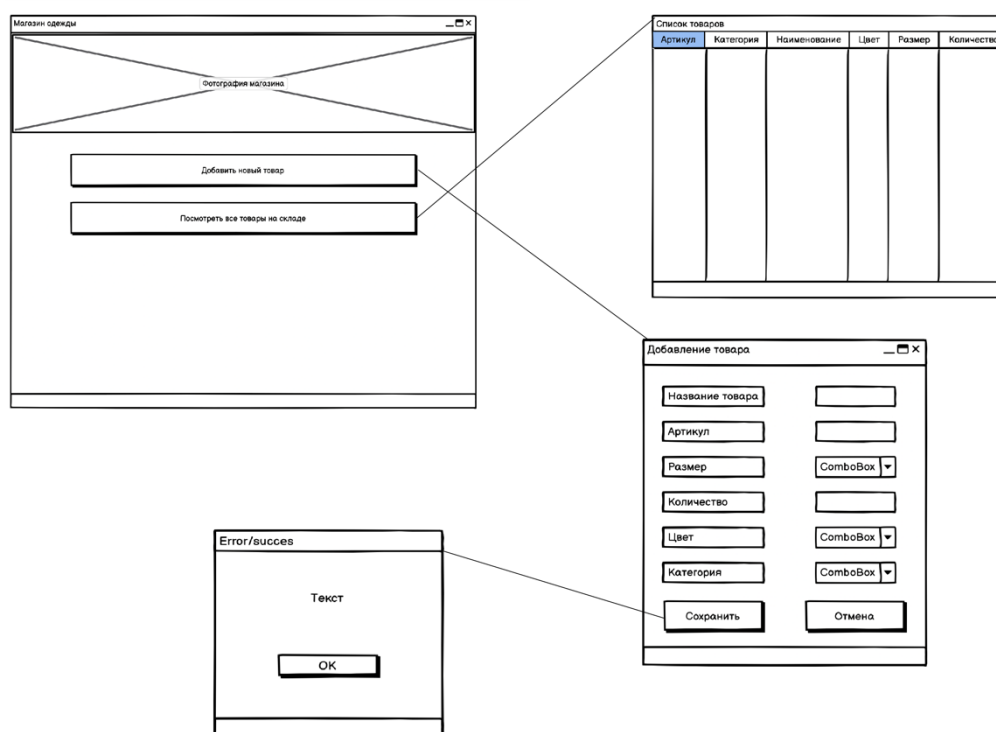 Магазин одежды
Фотография магазина
Добавить новый товар
Посмотреть все товары на складе
Список товаров
Артикул Категория Наименование Цвет Размер Количество
Добавление товара
Название товара
Артикул
Размер ComboBox
Количество
Цвет ComboBox
Категория ComboBox
Сохранить Отмена
Error/succes
Текст
OK